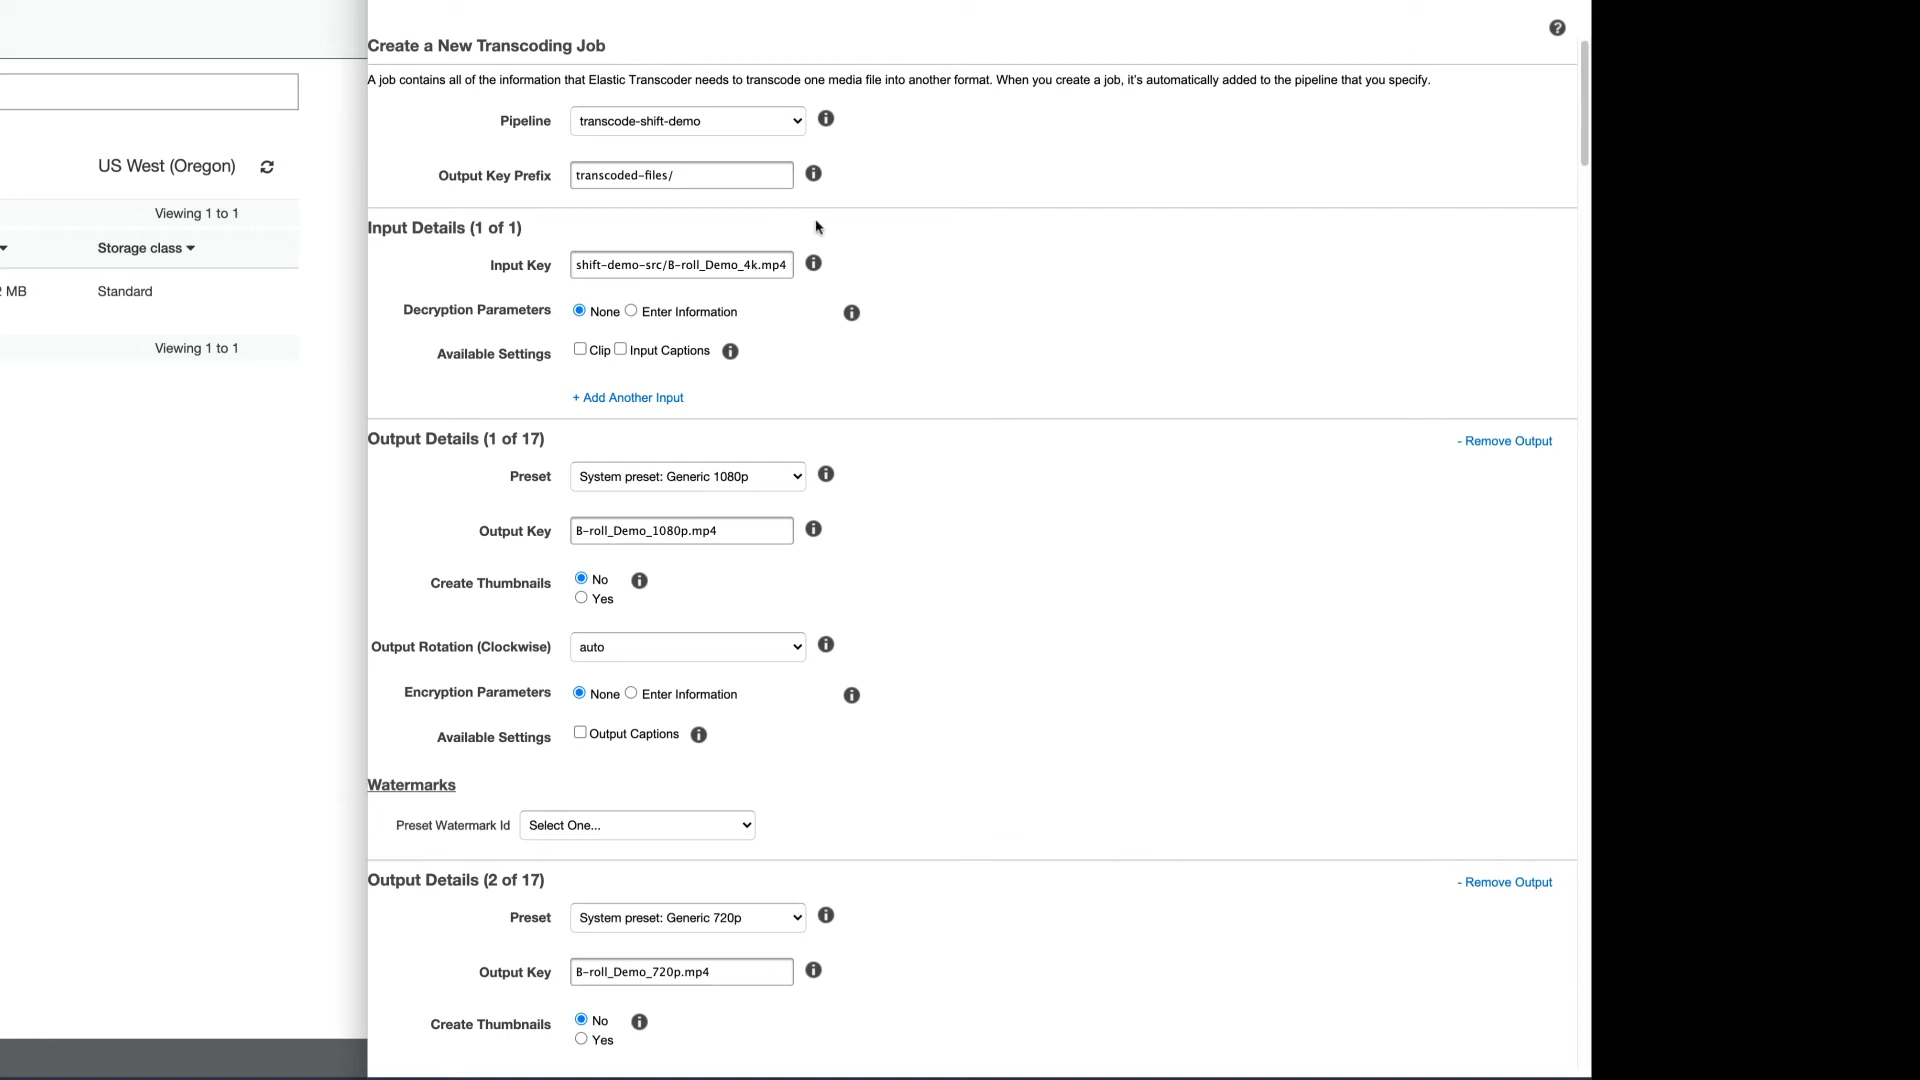 Create a New Transcoding Job
A job contains all of the information that Elastic Transcoder needs to transcode one media file into another format. When you create a job, it's automatically added to the pipeline that you specify.
Pipeline transcode-shift-demo
Output Key Prefix transcoded-files/
US West (Oregon)
Viewing 1 to 1
Storage class
2 MB Standard
Viewing 1 to 1
Input Details (1 of 1)
Input Key shift-demo-src/B-roll_Demo_4k.mp4
Decryption Parameters None Enter Information
Available Settings Clip Input Captions
+ Add Another Input
Output Details (1 of 17) - Remove Output
Preset System preset: Generic 1080p
Output Key B-roll_Demo_1080p.mp4
Create Thumbnails No
Yes
Output Rotation (Clockwise) auto
Encryption Parameters None Enter Information
Available Settings Output Captions
Watermarks
Preset Watermark Id Select One...
Output Details (2 of 17) - Remove Output
Preset System preset: Generic 720p
Output Key B-roll_Demo_720p.mp4
Create Thumbnails No
Yes